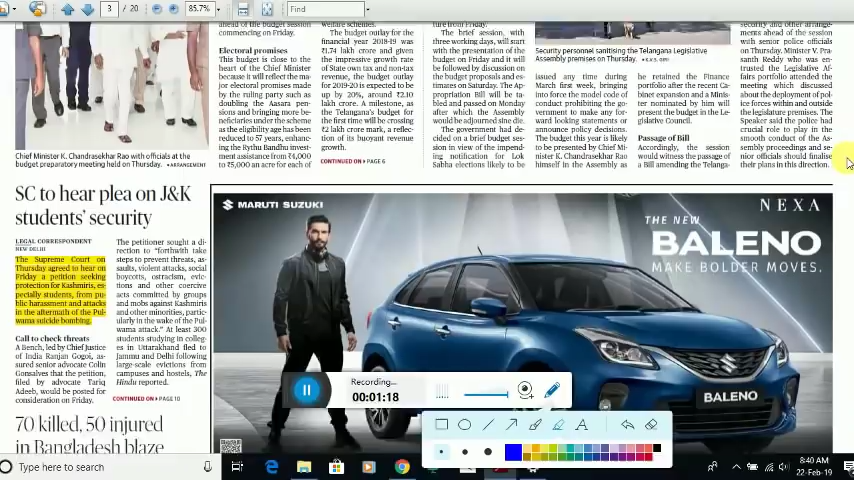 3 / 20
85.7%
Find
ahead of the budget session
commencing on Friday.
Electoral promises
This budget is close to the
heart of the Chief Minister
because it will reflect the ma-
jor electoral promises made
by the ruling party such as
doubling the Aasara pen-
sions and bringing more be-
neficiaries under the scheme
as the eligibility age has been
reduced to 57 years, enhanc-
ing the Rythu Bandhu invest-
ment assistance from ₹4,000
to ₹5,000 an acre for each of
welfare schemes.
The budget outlay for the
financial year 2018-19 was
₹1.74 lakh crore and given
the impressive growth rate
of State own tax and non-tax
revenue, the budget outlay
for 2019-20 is expected to be
up by 20%, around ₹2.10
lakh crore. A milestone, as
the Telangana's budget for
the first time will be crossing
₹2 lakh crore mark, a reflec-
tion of its buoyant revenue
growth.
CONTINUED ON ▸ PAGE 6
ture from Friday.
The brief session, with
three working days, will start
with the presentation of the
budget on Friday and it will
be followed by discussion on
the budget proposals and es-
timates on Saturday. The Ap-
propriation Bill will be ta-
bled and passed on Monday
after which the Assembly
would be adjourned sine die.
The government had de-
cided on a brief budget ses-
sion in view of the impend-
ing notification for Lok
Sabha elections likely to be
Security personnel sanitising the Telangana Legislative
Assembly premises on Thursday.
issued any time during
March first week, bringing
into force the model code of
conduct prohibiting the go-
vernment to make any for-
ward looking statements or
announce policy decisions.
The budget this year is likely
to be presented by Chief Mi-
nister K. Chandrasekhar Rao
himself in the Assembly as
he retained the Finance
portfolio after the recent Ca-
binet expansion and a Minis-
ter nominated by him will
present the budget in the Le-
gislative Council.
Passage of Bill
Accordingly, the session
would witness the passage of
a Bill amending the Telanga-
security and other arrange-
ments ahead of the session
with senior police officials
on Thursday. Minister V. Pra-
santh Reddy who was en-
trusted the Legislative Af-
fairs portfolio attended the
meeting which discussed
about the deployment of pol-
ice forces within and outside
the legislature premises. The
Speaker said the police had
crucial role to play in the
smooth conduct of the As-
sembly proceedings and se-
nior officials should finalise
their plans in this direction.
Chief Minister K. Chandrasekhar Rao with officials at the
budget preparatory meeting held on Thursday. ▪ ARRANGEMENT
SC to hear plea on J&K
students' security
LEGAL CORRESPONDENT
NEW DELHI
The Supreme Court on
Thursday agreed to hear on
Friday a petition seeking
protection for Kashmiris, es-
pecially students, from pu-
blic harassment and attacks
in the aftermath of the Pul-
wama suicide bombing.
Call to check threats
A Bench, led by Chief Justice
of India Ranjan Gogoi, as-
sured senior advocate Colin
Gonsalves that the petition,
filed by advocate Tariq
Adeeb, would be posted for
consideration on Friday.
The petitioner sought a di-
rection to "forthwith take
steps to prevent threats, as-
saults, violent attacks, social
boycotts, ostracism, evic-
tions and other coercive
acts committed by groups
and mobs against Kashmiris
and other minorities, partic-
ularly in the wake of the Pul-
wama attack." At least 300
students studying in colleg-
es in Uttarakhand fled to
Jammu and Delhi following
large-scale evictions from
campuses and hostels, The
Hindu reported.
CONTINUED ON ▸ PAGE 10
70 killed, 50 injured
in Bangladesh blaze
MARUTI SUZUKI
NEXA
THE NEW
BALENO
MAKE BOLDER MOVES.
BALENO
Recording...
00:01:18
A
Type here to search
8:40 AM
22-Feb-19